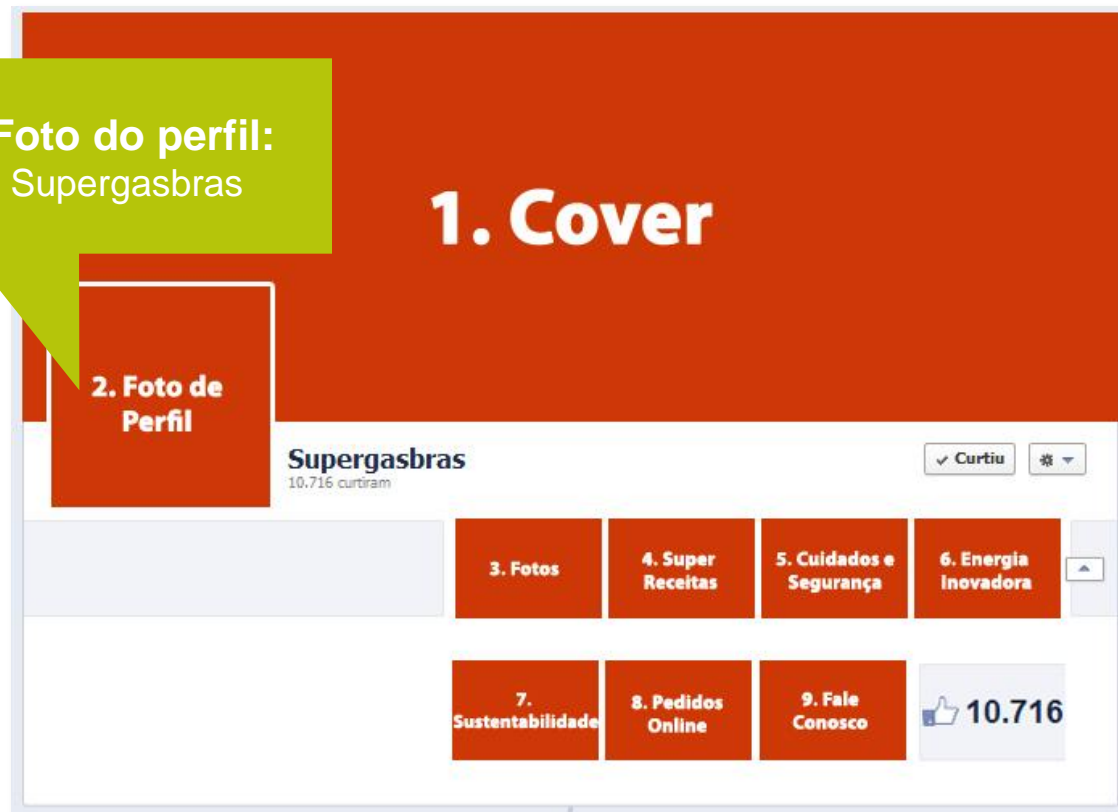 Foto do perfil:
Supergasbras
1. Cover
2. Foto de
Perfil
Supergasbras
10.716 curtiram
Curtiu
3. Fotos
4. Super
Receitas
5. Cuidados e
Segurança
6. Energia
Inovadora
7.
Sustentabilidade
8. Pedidos
Online
9. Fale
Conosco
10.716